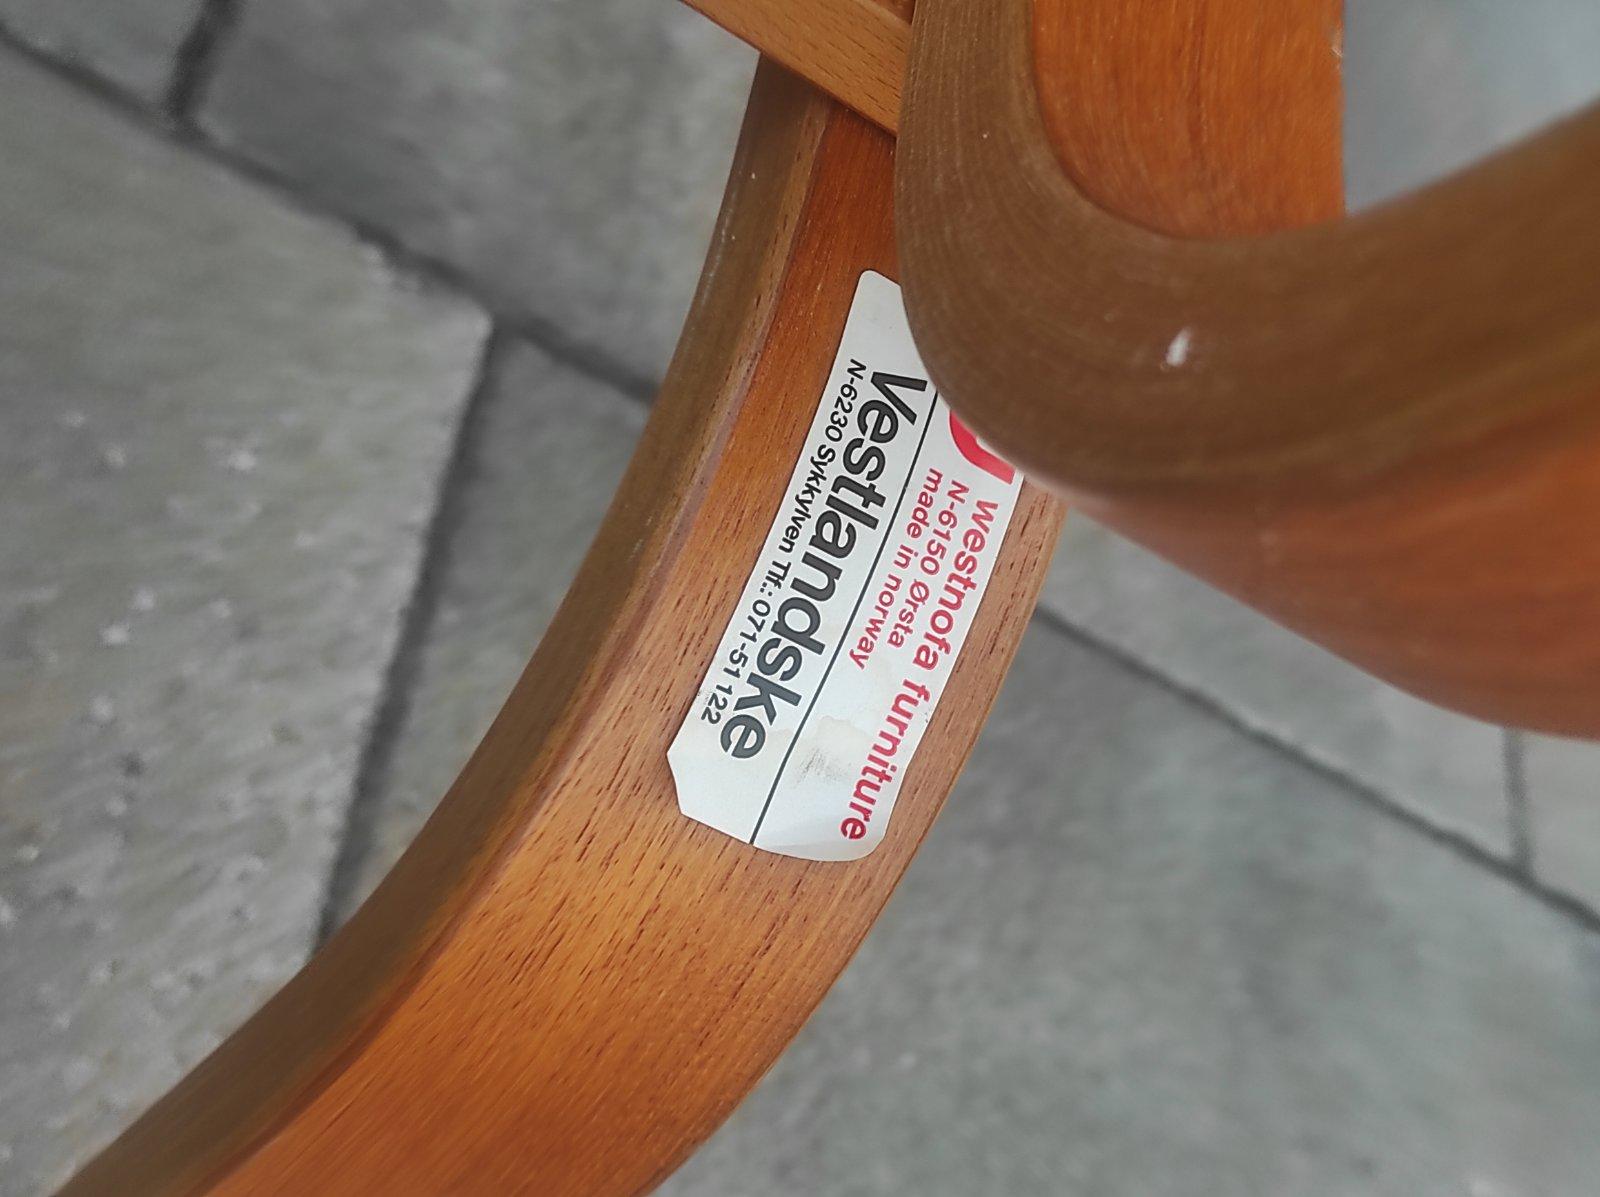 westnofa furniture
N-6150 Ørsta
made in norway
Vestlandske
N-6230 Sykkylven Tlf.: 071-51 122